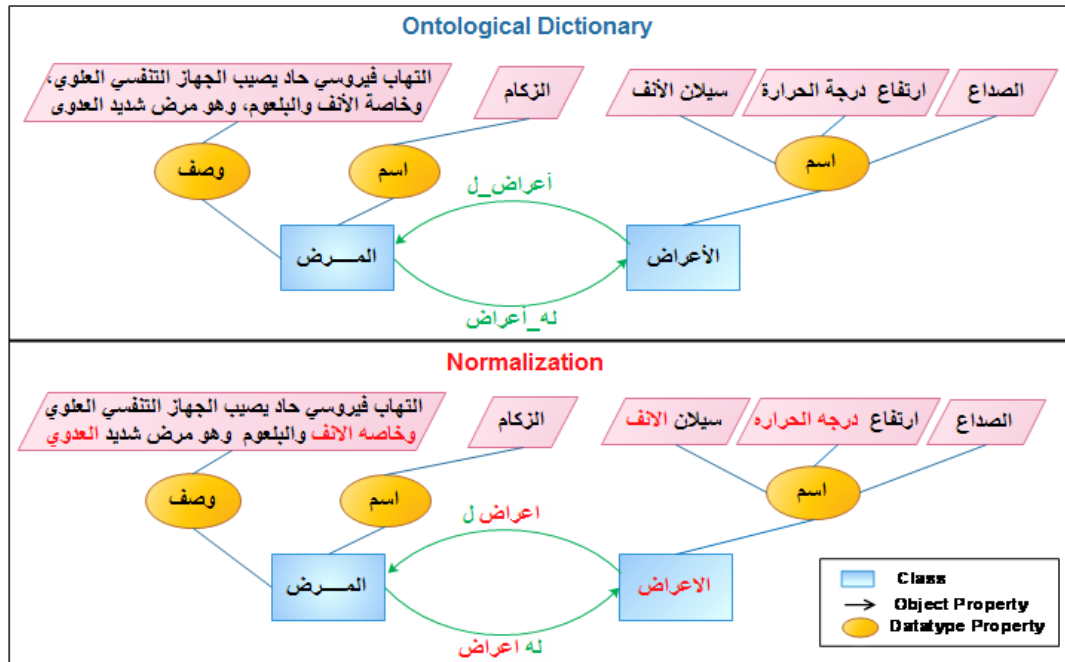 Ontological Dictionary
التهاب فيروسي حاد يصيب الجهاز التنفسي العلوي،
وخاصة الأنف والبلعوم، وهو مرض شديد العدوى
الزكام
سيلان الأنف
ارتفاع درجة الحرارة
الصداع
وصف
اسم
اسم
أعراض_ل
المـــرض
الأعراض
له_أعراض
Normalization
التهاب فيروسي حاد يصيب الجهاز التنفسي العلوي
وخاصه الانف والبلعوم وهو مرض شديد العدوي
الزكام
سيلان الانف
ارتفاع درجه الحراره
الصداع
وصف
اسم
اسم
اعراض ل
المـــرض
الاعراض
له اعراض
Class
Object Property
Datatype Property